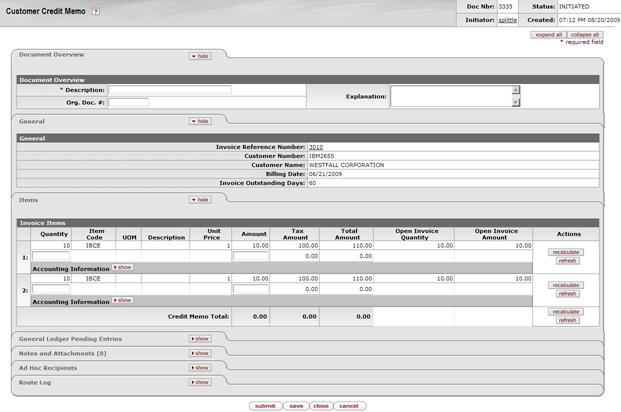 Customer Credit Memo ?
Doc Nbr: 3335 Status: INITIATED
Initiator: splittle Created: 07:12 PM 08/20/2009
expand all collapse all
* required field
Document Overview hide
Document Overview
* Description: Explanation:
Org. Doc. #:
General hide
General
Invoice Reference Number: 3010
Customer Number: IBM2655
Customer Name: WESTFALL CORPORATION
Billing Date: 06/21/2009
Invoice Outstanding Days: 60
Items hide
Invoice Items
Quantity Item Code UOM Description Unit Price Amount Tax Amount Total Amount Open Invoice Quantity Open Invoice Amount Actions
1: 10 IBCE 1 10.00 100.00 110.00 10.00 10.00 recalculate
0.00 0.00 refresh
Accounting Information show
2: 10 IBCE 1 10.00 100.00 110.00 10.00 10.00 recalculate
0.00 0.00 refresh
Accounting Information show
Credit Memo Total: 0.00 0.00 0.00 recalculate
refresh
General Ledger Pending Entries show
Notes and Attachments (0) show
Ad Hoc Recipients show
Route Log show
submit save close cancel